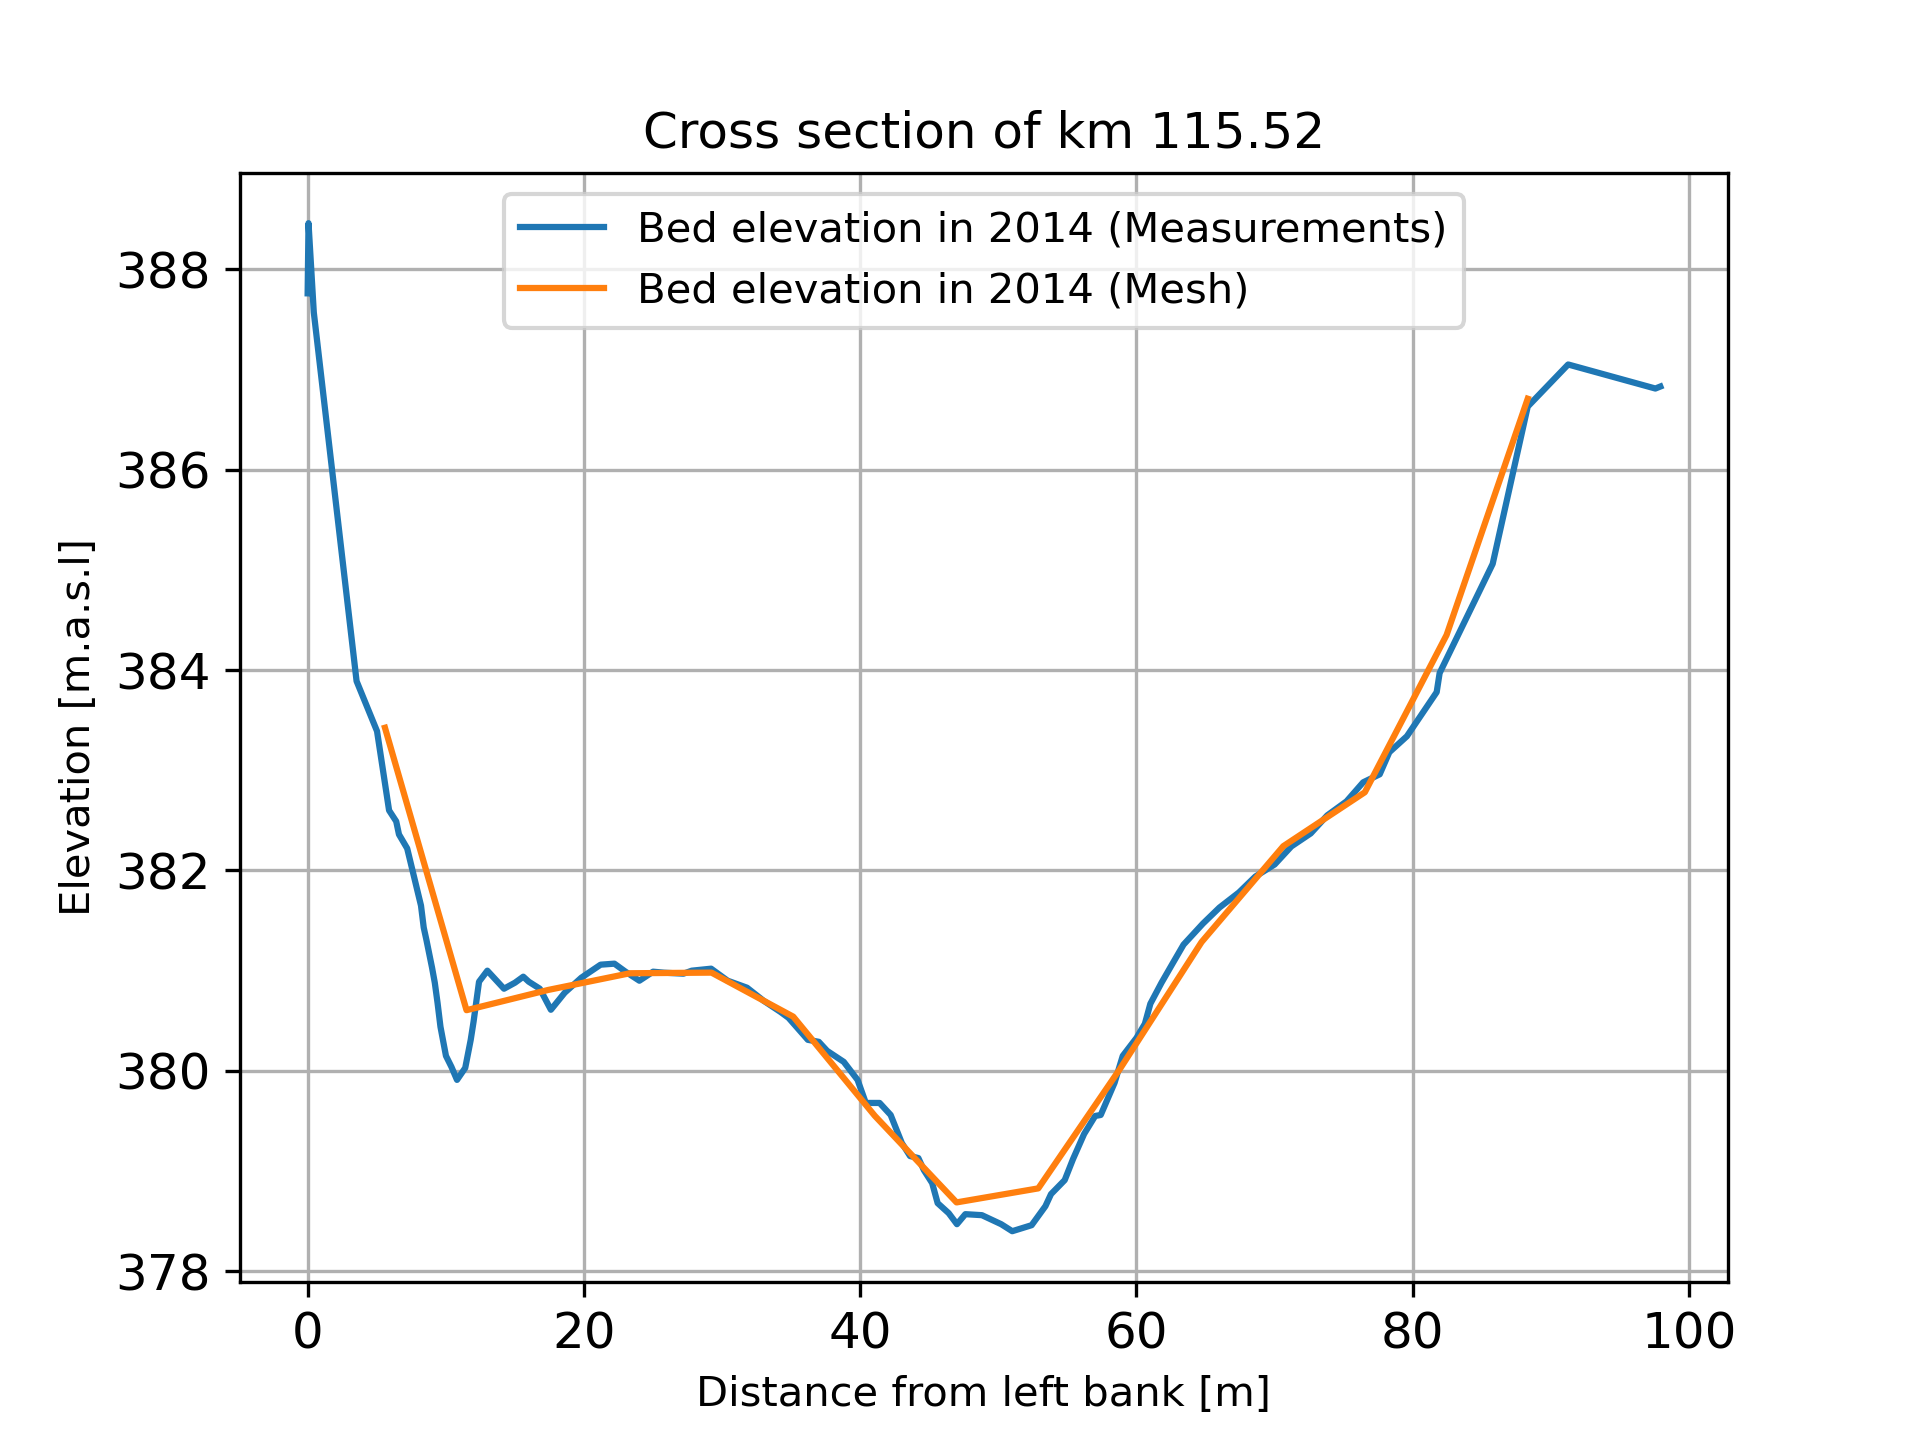 Cross section of km 115.52
Bed elevation in 2014 (Measurements)
Bed elevation in 2014 (Mesh)
388
386
384
382
380
378
Elevation [m.a.s.l]
0 20 40 60 80 100
Distance from left bank [m]